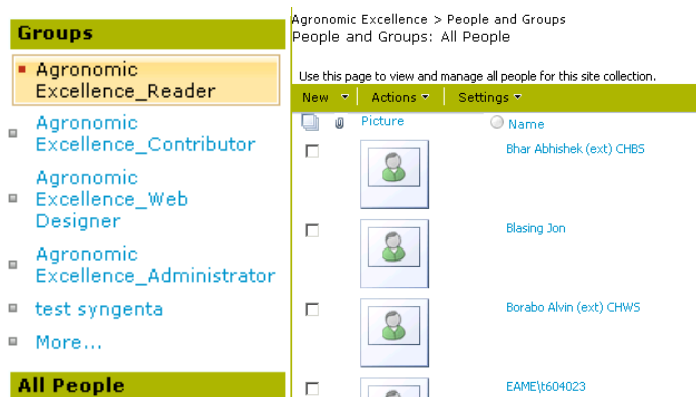 Groups
Agronomic
Excellence_Reader
Agronomic
Excellence_Contributor
Agronomic
Excellence_Web
Designer
Agronomic
Excellence_Administrator
test syngenta
More...
All People
Agronomic Excellence > People and Groups
People and Groups: All People
Use this page to view and manage all people for this site collection.
New Actions Settings
Picture Name
Bhar Abhishek (ext) CHBS
Blasing Jon
Borabo Alvin (ext) CHWS
EAME\t604023